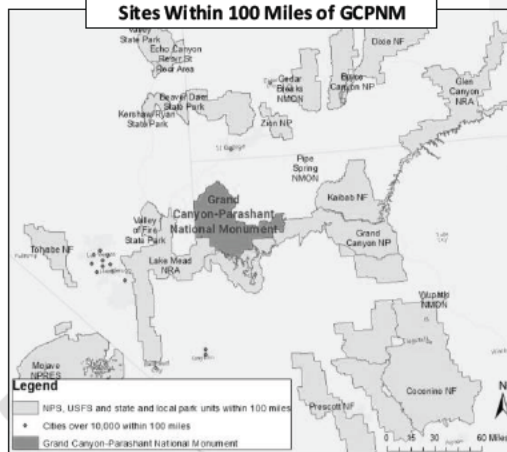 Sites Within 100 Miles of GCPNM
Valley
State Park
Echo Canyon
Rec Area
Dixie NF
Cedar
Breaks
NMON
Bryce
Canyon NP
Glen
Canyon
NRA
Beaver Dam
State Park
Kershaw/Ryan
State Park
Zion NP
Pipe
Spring
NMON
Kaibab NF
Grand
Canyon-Parashant
National Monument
Valley
of Fire
State Park
Grand
Canyon NP
Toiyabe NF
Lake Mead
NRA
Wupatki
NMON
Mojave
NPRES
Coconino NF
Prescott NF
N
Legend
NPS, USFS and state and local park units within 100 miles
Cities over 10,000 within 100 miles
Grand Canyon-Parashant National Monument
0 15 30 60 Miles